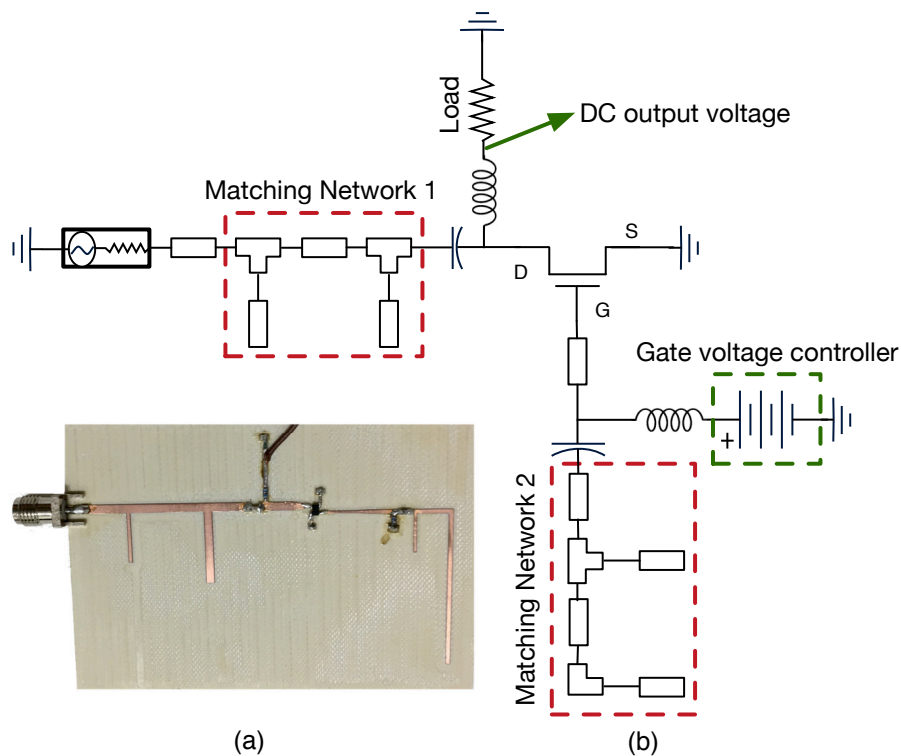 Load
DC output voltage
Matching Network 1
S
D
G
Gate voltage controller
+
Matching Network 2
(a)
(b)